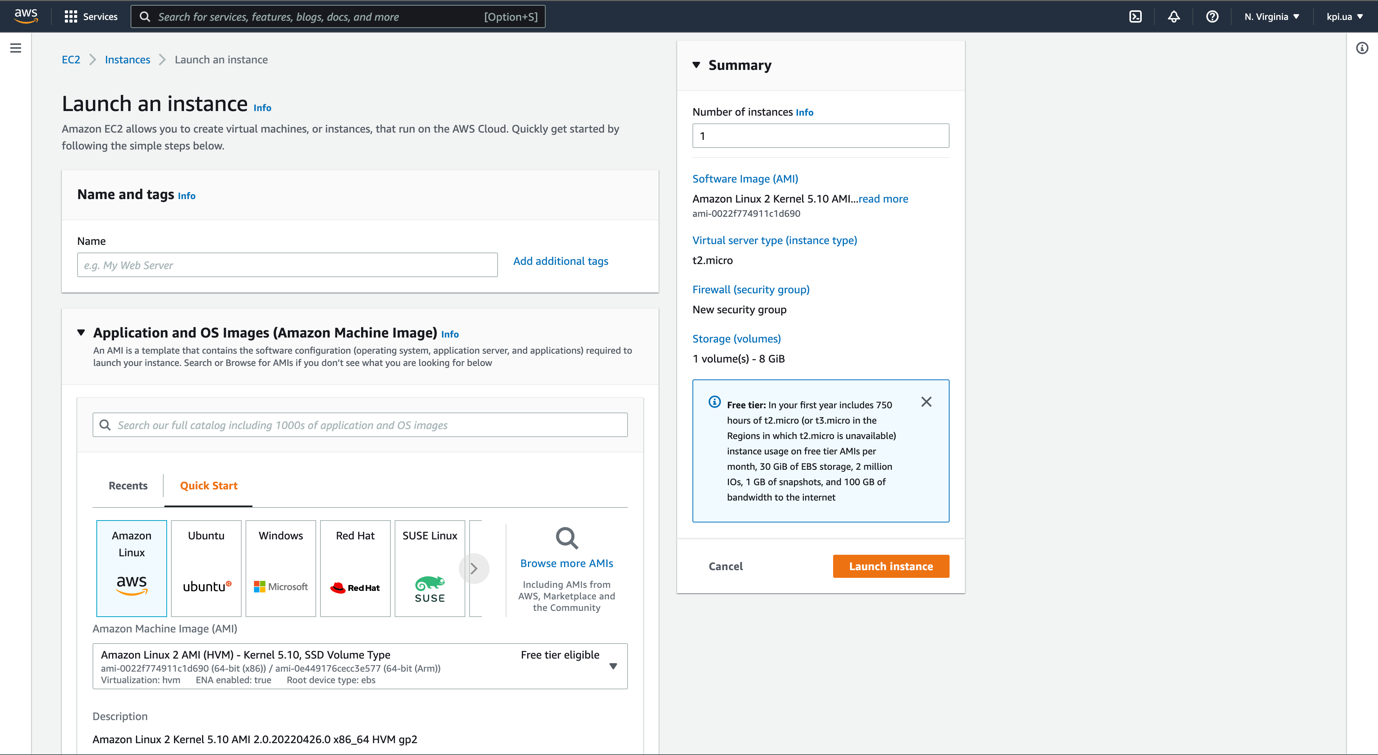 aws
Services
Search for services, features, blogs, docs, and more
[Option+S]
N. Virginia
kpi.ua
EC2
Instances
Launch an instance
Launch an instance Info
Amazon EC2 allows you to create virtual machines, or instances, that run on the AWS Cloud. Quickly get started by
following the simple steps below.
Name and tags Info
Name
e.g. My Web Server
Add additional tags
Application and OS Images (Amazon Machine Image) Info
An AMI is a template that contains the software configuration (operating system, application server, and applications) required to
launch your instance. Search or Browse for AMIs if you don't see what you are looking for below
Search our full catalog including 1000s of application and OS images
Recents
Quick Start
Amazon
Linux
aws
Ubuntu
ubuntu
Windows
Microsoft
Red Hat
Red Hat
SUSE Linux
SUSE
Browse more AMIs
Including AMIs from
AWS, Marketplace and
the Community
Amazon Machine Image (AMI)
Amazon Linux 2 AMI (HVM) - Kernel 5.10, SSD Volume Type
Free tier eligible
ami-0022f774911c1d690 (64-bit (x86)) / ami-0e449176cecc3e577 (64-bit (Arm))
Virtualization: hvm ENA enabled: true Root device type: ebs
Description
Amazon Linux 2 Kernel 5.10 AMI 2.0.20220426.0 x86_64 HVM gp2
Summary
Number of instances Info
1
Software Image (AMI)
Amazon Linux 2 Kernel 5.10 AMI...read more
ami-0022f774911c1d690
Virtual server type (instance type)
t2.micro
Firewall (security group)
New security group
Storage (volumes)
1 volume(s) - 8 GiB
Free tier: In your first year includes 750
hours of t2.micro (or t3.micro in the
Regions in which t2.micro is unavailable)
instance usage on free tier AMIs per
month, 30 GiB of EBS storage, 2 million
IOs, 1 GB of snapshots, and 100 GB of
bandwidth to the internet
Cancel
Launch instance